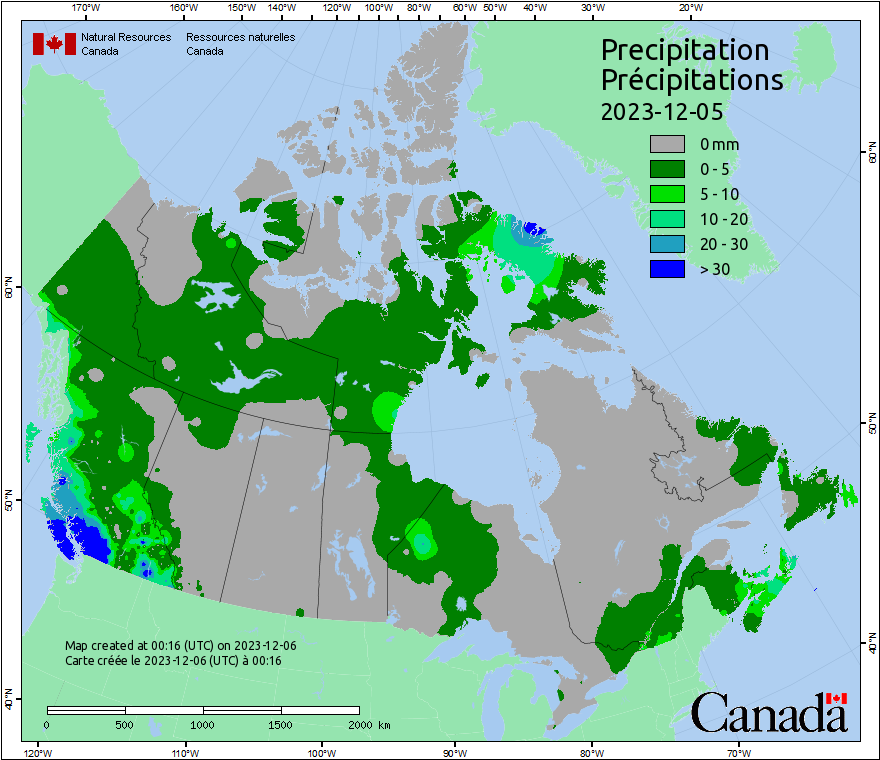 170°W 160°W 150°W 140°W 130°W 120°W 110°W 100°W 90°W 80°W 70°W 60°W 50°W 40°W 30°W 20°W
Natural Resources Ressources naturelles
Canada Canada
Precipitation
Précipitations
2023-12-05
0 mm
0 - 5
5 - 10
10 - 20
20 - 30
> 30
60°N
50°N
40°N
60°N
50°N
40°N
Map created at 00:16 (UTC) on 2023-12-06
Carte créée le 2023-12-06 (UTC) à 00:16
0 500 1000 1500 2000 km
Canada
120°W 110°W 100°W 90°W 80°W 70°W